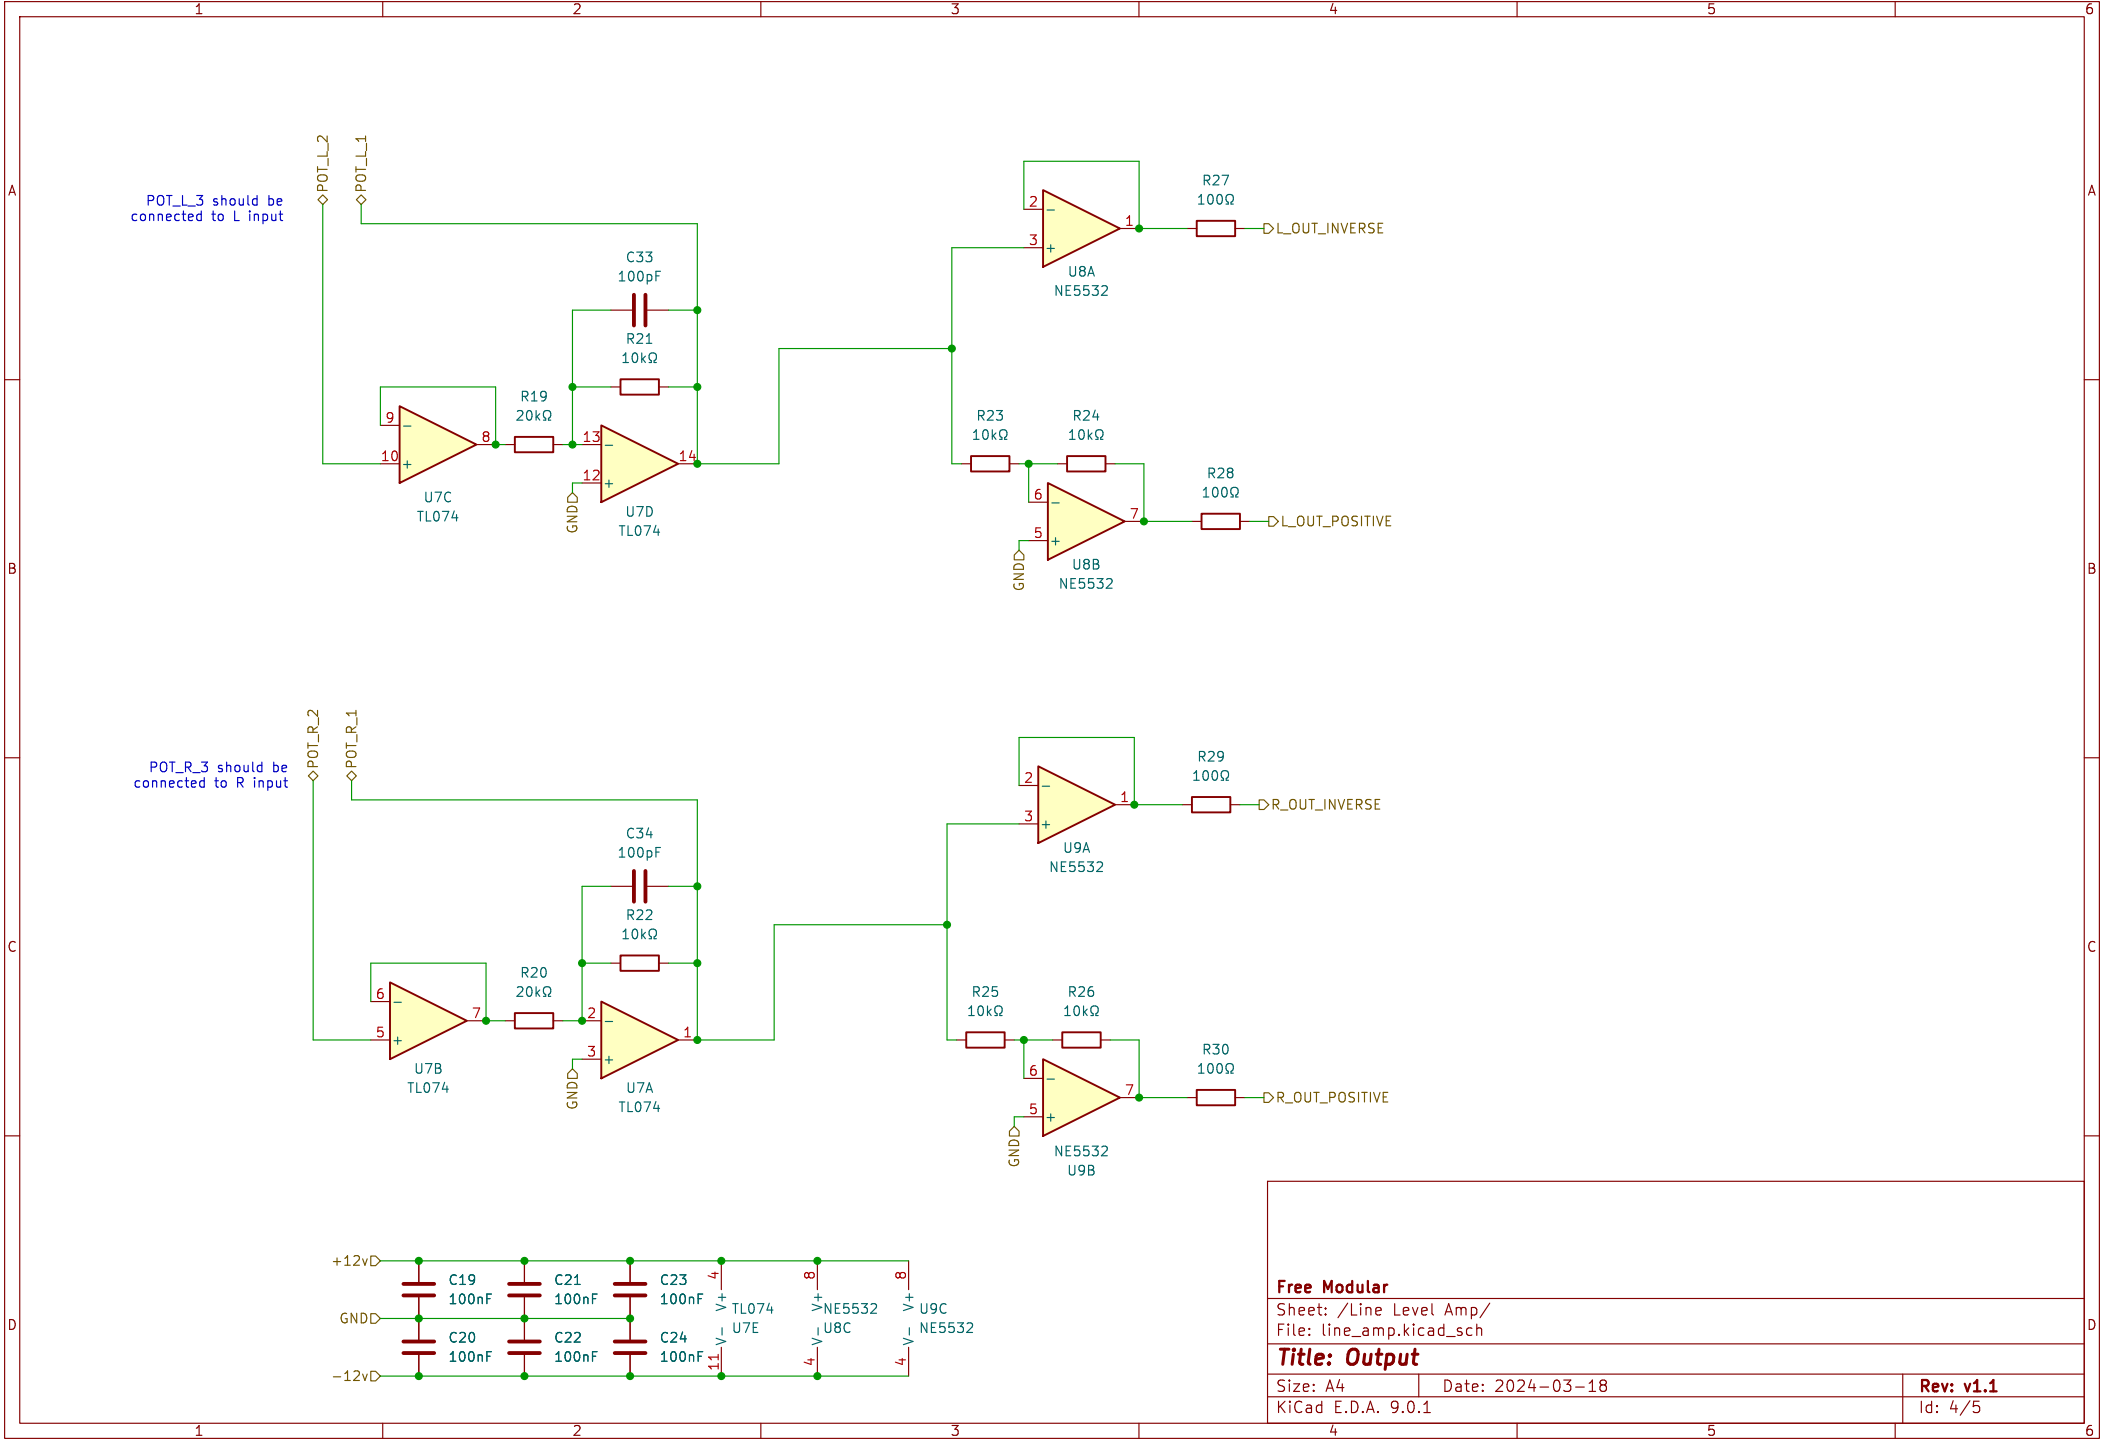 1 2 3 4 5 6
A
B
C
D
A
B
C
D
POT_L_2
POT_L_1
POT_L_3 should be
connected to L input
C33
100pF
R21
10kΩ
R19
20kΩ
9
10
8
−
+
U7C
TL074
13
12
14
−
+
GND
U7D
TL074
2
3
1
−
+
U8A
NE5532
R27
100Ω
L_OUT_INVERSE
R23
10kΩ
R24
10kΩ
6
5
7
−
+
GND
U8B
NE5532
R28
100Ω
L_OUT_POSITIVE
POT_R_2
POT_R_1
POT_R_3 should be
connected to R input
C34
100pF
R22
10kΩ
R20
20kΩ
6
5
7
−
+
U7B
TL074
2
3
1
−
+
GND
U7A
TL074
2
3
1
−
+
U9A
NE5532
R29
100Ω
R_OUT_INVERSE
R25
10kΩ
R26
10kΩ
6
5
7
−
+
GND
NE5532
U9B
R30
100Ω
R_OUT_POSITIVE
+12v
GND
-12v
C19
100nF
C21
100nF
C23
100nF
C20
100nF
C22
100nF
C24
100nF
4
V+
TL074
U7E
V−
11
8
V+
NE5532
U8C
V−
4
8
V+
U9C
NE5532
V−
4
Free Modular
Sheet: /Line Level Amp/
File: line_amp.kicad_sch
Title: Output
Size: A4 Date: 2024-03-18 Rev: v1.1
KiCad E.D.A. 9.0.1 Id: 4/5
1 2 3 4 5 6